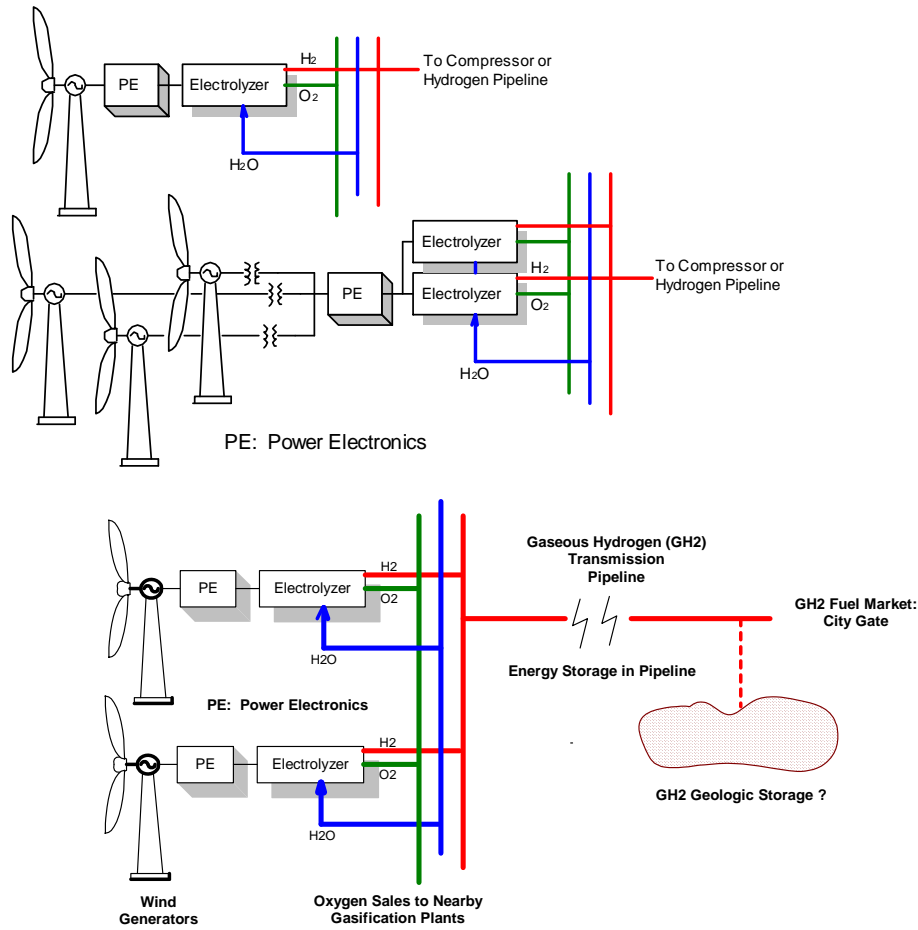 H2
To Compressor or
Hydrogen Pipeline
PE
Electrolyzer
O2
H2O
Electrolyzer
H2
To Compressor or
Hydrogen Pipeline
PE
Electrolyzer
O2
H2O
PE: Power Electronics
Gaseous Hydrogen (GH2)
Transmission
Pipeline
H2
PE
Electrolyzer
O2
GH2 Fuel Market:
City Gate
H2O
Energy Storage in Pipeline
PE: Power Electronics
H2
PE
Electrolyzer
O2
GH2 Geologic Storage ?
H2O
Wind
Generators
Oxygen Sales to Nearby
Gasification Plants